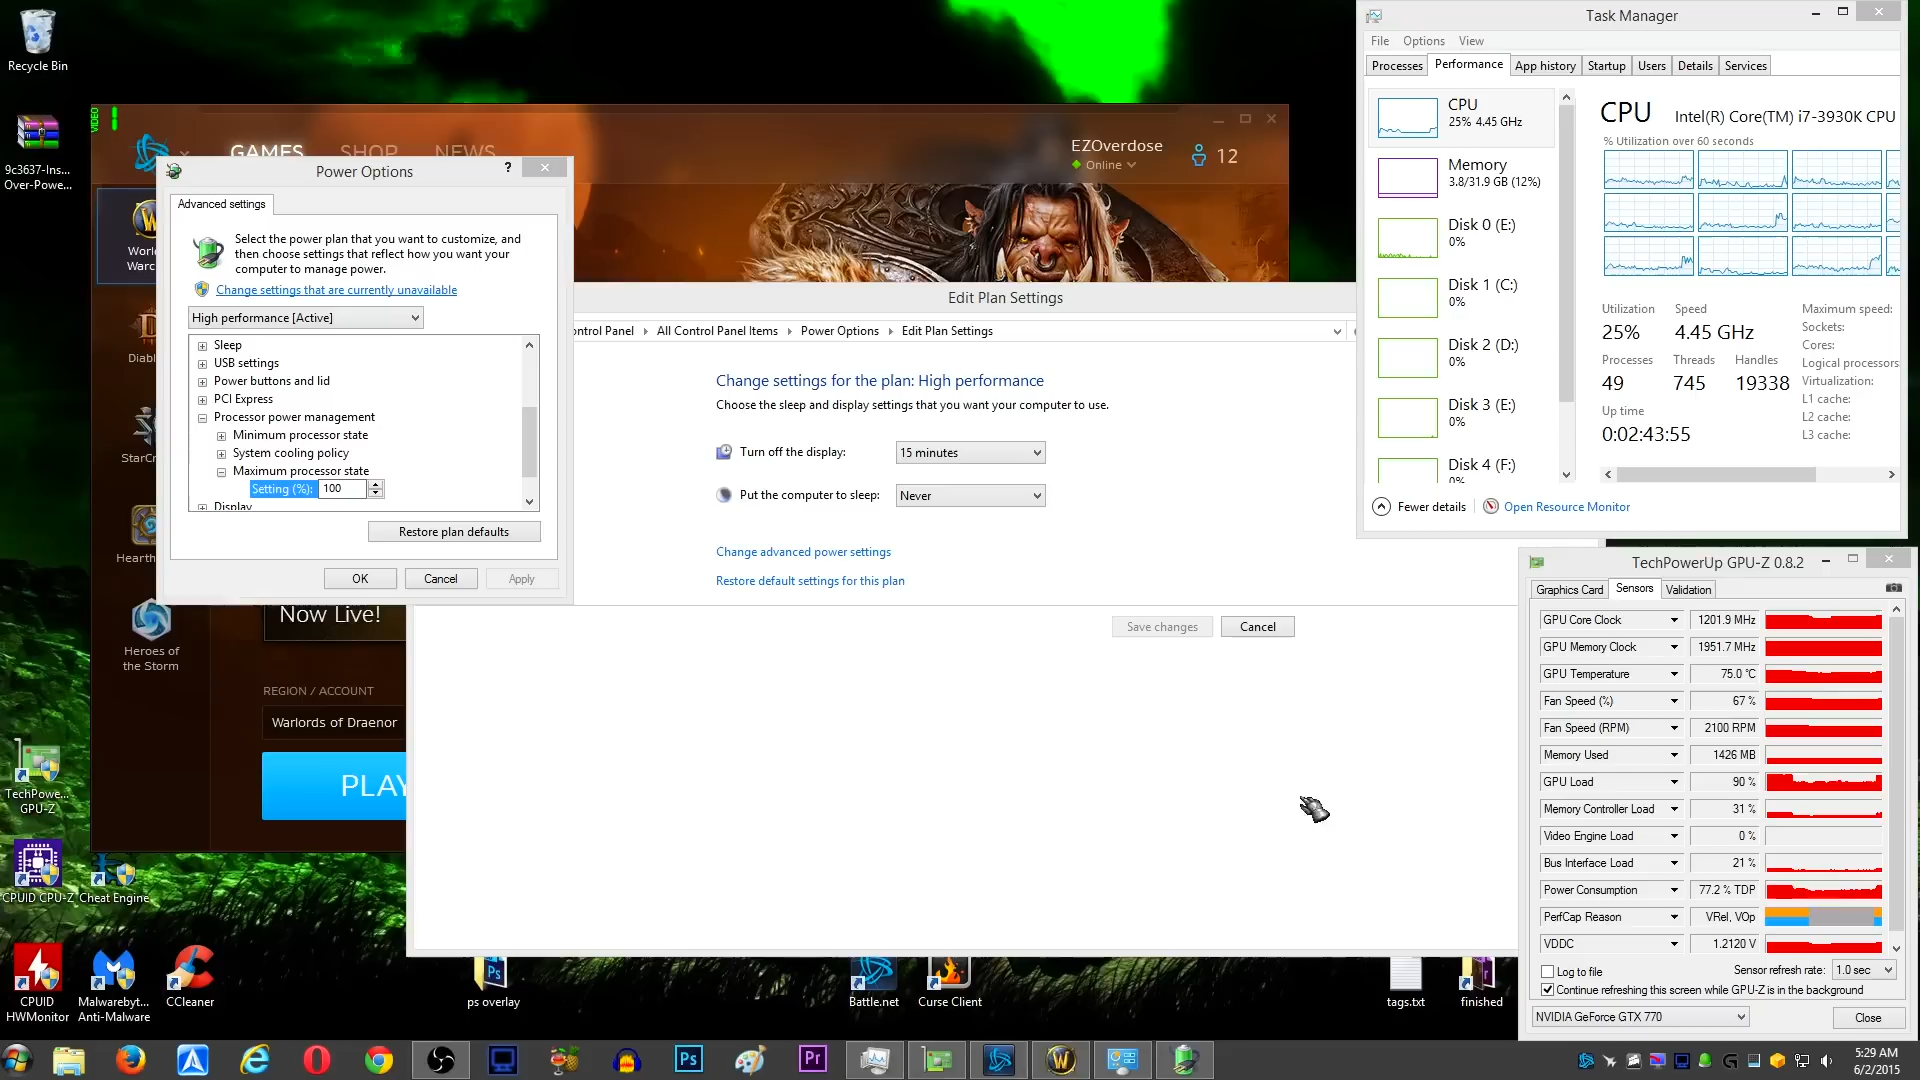 Recycle Bin
9c3637-Ins...
Over-Powe...
VIDEO
GAMES
SHOP
NEWS
EZOverdose
Online
12
World
Warc
Diabl
StarCr
Hearth
Heroes of
the Storm
Now Live!
REGION / ACCOUNT
Warlords of Draenor
PLAY
Power Options
?
Advanced settings
Select the power plan that you want to customize, and
then choose settings that reflect how you want your
computer to manage power.
Change settings that are currently unavailable
High performance [Active]
Sleep
USB settings
Power buttons and lid
PCI Express
Processor power management
Minimum processor state
System cooling policy
Maximum processor state
Setting (%): 100
Display
Restore plan defaults
OK
Cancel
Apply
Edit Plan Settings
ontrol Panel
All Control Panel Items
Power Options
Edit Plan Settings
Change settings for the plan: High performance
Choose the sleep and display settings that you want your computer to use.
Turn off the display: 15 minutes
Put the computer to sleep: Never
Change advanced power settings
Restore default settings for this plan
Save changes
Cancel
Task Manager
File Options View
Processes Performance App history Startup Users Details Services
CPU
25% 4.45 GHz
Memory
3.8/31.9 GB (12%)
Disk 0 (E:)
0%
Disk 1 (C:)
0%
Disk 2 (D:)
0%
Disk 3 (E:)
0%
Disk 4 (F:)
0%
CPU Intel(R) Core(TM) i7-3930K CPU
% Utilization over 60 seconds
Utilization Speed
25% 4.45 GHz
Processes Threads Handles
49 745 19338
Up time
0:02:43:55
Maximum speed:
Sockets:
Cores:
Logical processors:
Virtualization:
L1 cache:
L2 cache:
L3 cache:
Fewer details
Open Resource Monitor
TechPowerUp GPU-Z 0.8.2
Graphics Card Sensors Validation
GPU Core Clock 1201.9 MHz
GPU Memory Clock 1951.7 MHz
GPU Temperature 75.0 °C
Fan Speed (%) 67 %
Fan Speed (RPM) 2100 RPM
Memory Used 1426 MB
GPU Load 90 %
Memory Controller Load 31 %
Video Engine Load 0 %
Bus Interface Load 21 %
Power Consumption 77.2 % TDP
PerfCap Reason VRel, VOp
VDDC 1.2120 V
Log to file
Sensor refresh rate: 1.0 sec
Continue refreshing this screen while GPU-Z is in the background
NVIDIA GeForce GTX 770
Close
TechPowe...
GPU-Z
CPUID CPU-Z
Cheat Engine
CPUID
HWMonitor
Malwarebyt...
Anti-Malware
CCleaner
Ps
ps overlay
Battle.net
Curse Client
tags.txt
finished
Ps
Pr
5:29 AM
6/2/2015